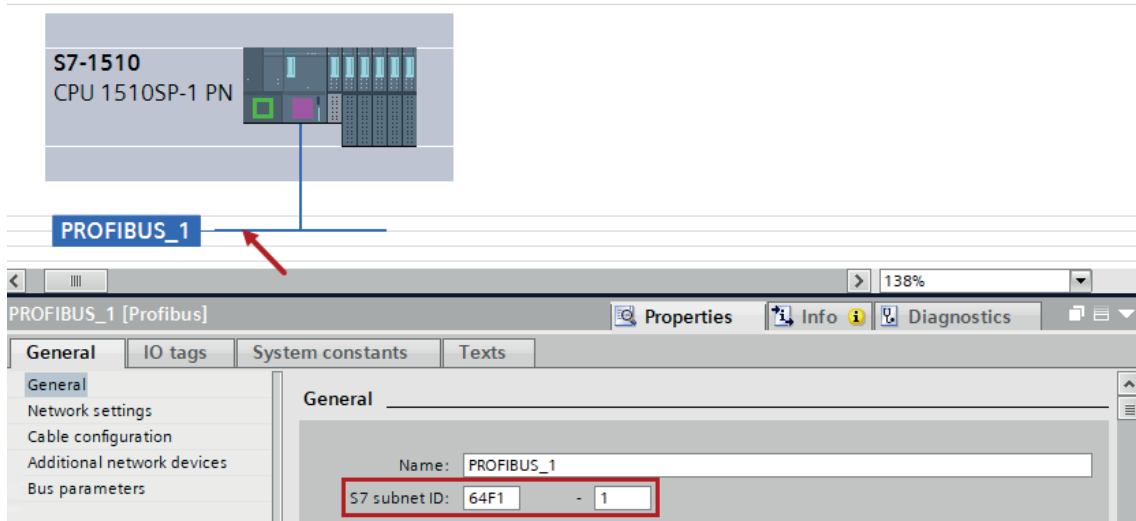 S7-1510
CPU 1510SP-1 PN
PROFIBUS_1
138%
PROFIBUS_1 [Profibus]
Properties
Info
Diagnostics
General
IO tags
System constants
Texts
General
Network settings
Cable configuration
Additional network devices
Bus parameters
General
Name: PROFIBUS_1
S7 subnet ID: 64F1 - 1